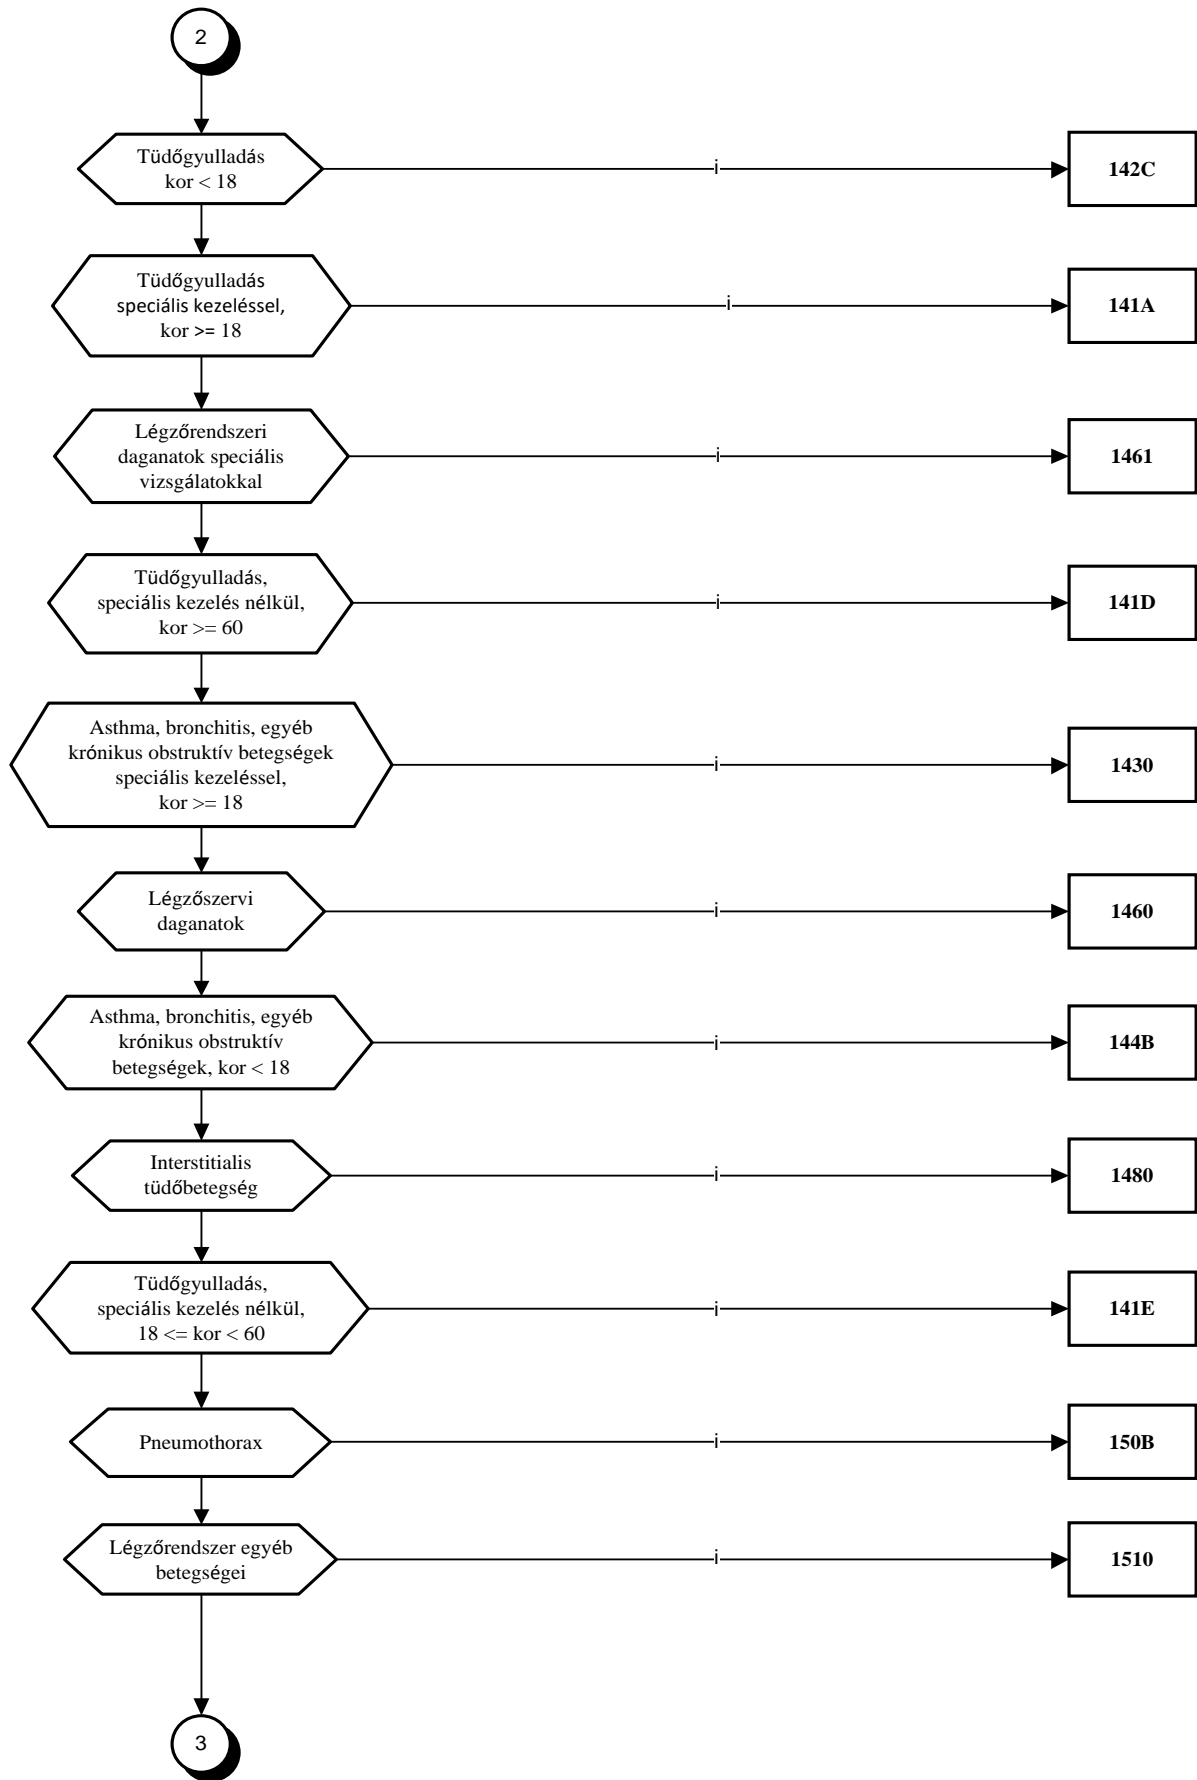 2
Tüdőgyulladás
kor < 18
i
142C
Tüdőgyulladás
speciális kezeléssel,
kor >= 18
i
141A
Légzőrendszeri
daganatok speciális
vizsgálatokkal
i
1461
Tüdőgyulladás,
speciális kezelés nélkül,
kor >= 60
i
141D
Asthma, bronchitis, egyéb
krónikus obstruktív betegségek
speciális kezeléssel,
kor >= 18
i
1430
Légzőszervi
daganatok
i
1460
Asthma, bronchitis, egyéb
krónikus obstruktív
betegségek, kor < 18
i
144B
Interstitialis
tüdőbetegség
i
1480
Tüdőgyulladás,
speciális kezelés nélkül,
18 <= kor < 60
i
141E
Pneumothorax
i
150B
Légzőrendszer egyéb
betegségei
i
1510
3